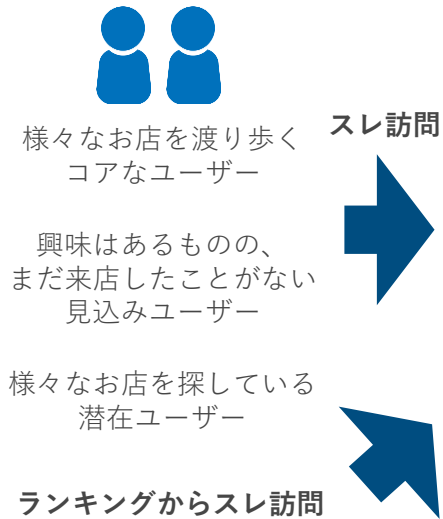 スレ訪問
様々なお店を渡り歩く
コアなユーザー
興味はあるものの、
まだ来店したことがない
見込みユーザー
様々なお店を探している
潜在ユーザー
ランキングからスレ訪問